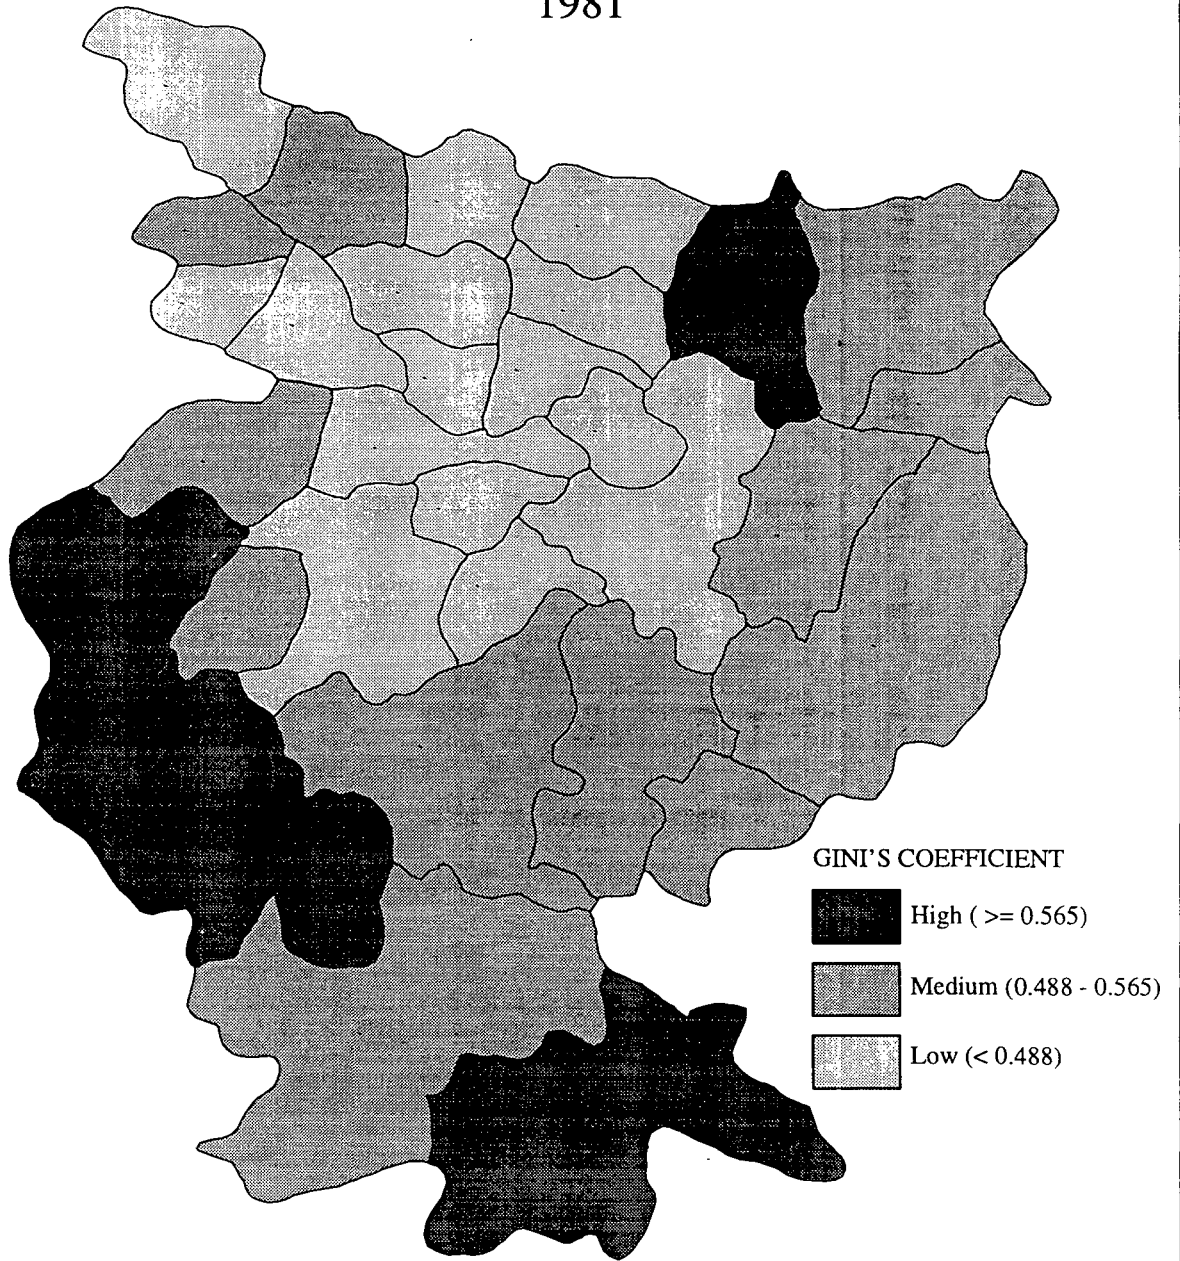 1981
GINI'S COEFFICIENT
High ( >= 0.565)
Medium (0.488 - 0.565)
Low (< 0.488)